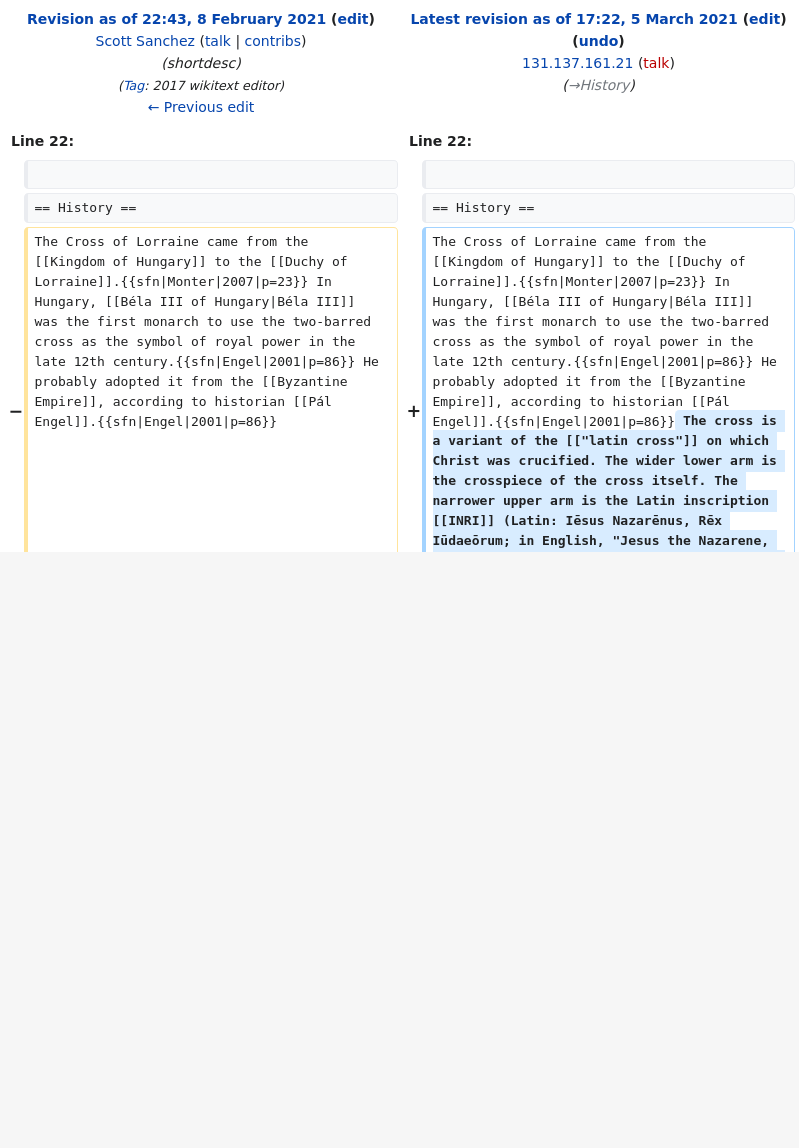 Revision as of 22:43, 8 February 2021 (edit)
Scott Sanchez (talk | contribs)
(shortdesc)
(Tag: 2017 wikitext editor)
← Previous edit
Latest revision as of 17:22, 5 March 2021 (edit)
(undo)
131.137.161.21 (talk)
(→History)
Line 22:
Line 22:
== History ==
== History ==
−
The Cross of Lorraine came from the
[[Kingdom of Hungary]] to the [[Duchy of
Lorraine]].{{sfn|Monter|2007|p=23}} In
Hungary, [[Béla III of Hungary|Béla III]]
was the first monarch to use the two-barred
cross as the symbol of royal power in the
late 12th century.{{sfn|Engel|2001|p=86}} He
probably adopted it from the [[Byzantine
Empire]], according to historian [[Pál
Engel]].{{sfn|Engel|2001|p=86}}
+
The Cross of Lorraine came from the
[[Kingdom of Hungary]] to the [[Duchy of
Lorraine]].{{sfn|Monter|2007|p=23}} In
Hungary, [[Béla III of Hungary|Béla III]]
was the first monarch to use the two-barred
cross as the symbol of royal power in the
late 12th century.{{sfn|Engel|2001|p=86}} He
probably adopted it from the [[Byzantine
Empire]], according to historian [[Pál
Engel]].{{sfn|Engel|2001|p=86}} The cross is
a variant of the [["latin cross"]] on which
Christ was crucified. The wider lower arm is
the crosspiece of the cross itself. The
narrower upper arm is the Latin inscription
[[INRI]] (Latin: Iēsus Nazarēnus, Rēx
Iūdaeōrum; in English, "Jesus the Nazarene,